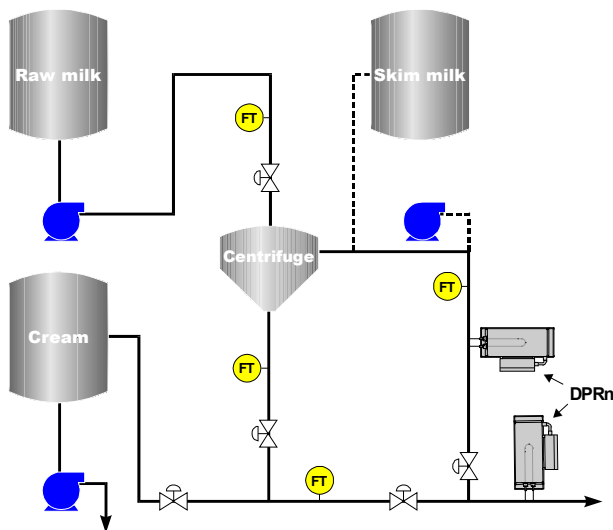 Raw milk
Skim milk
FT
Centrifuge
FT
Cream
FT
DPRn
FT